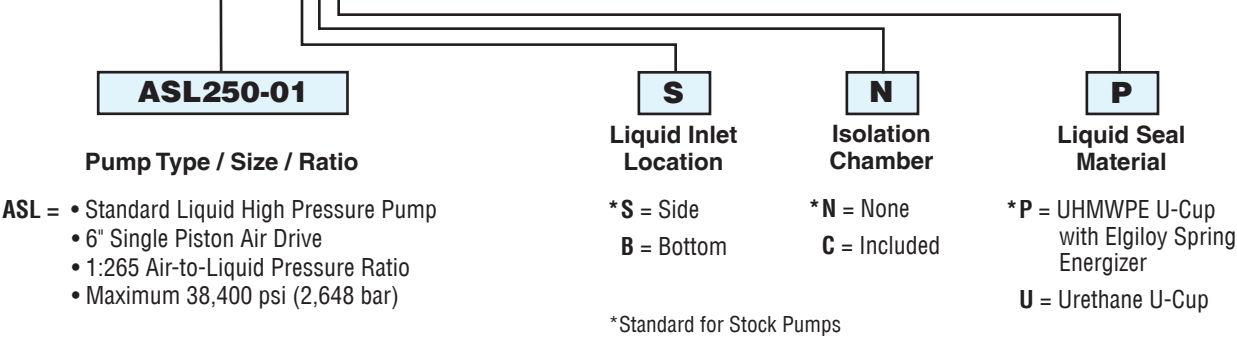 ASL250-01
S
N
P
Pump Type / Size / Ratio
Liquid Inlet
Location
Isolation
Chamber
Liquid Seal
Material
ASL = • Standard Liquid High Pressure Pump
• 6" Single Piston Air Drive
• 1:265 Air-to-Liquid Pressure Ratio
• Maximum 38,400 psi (2,648 bar)
*S = Side
B = Bottom
*N = None
C = Included
*P = UHMWPE U-Cup
with Elgiloy Spring
Energizer
U = Urethane U-Cup
*Standard for Stock Pumps